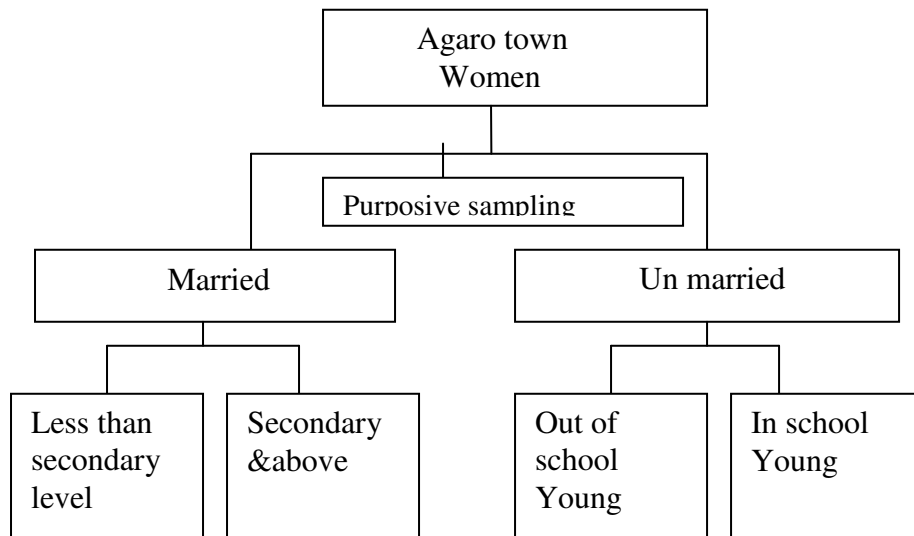 Agaro town
Women
Purposive sampling
Married
Un married
Less than
secondary
level
Secondary
&above
Out of
school
Young
In school
Young